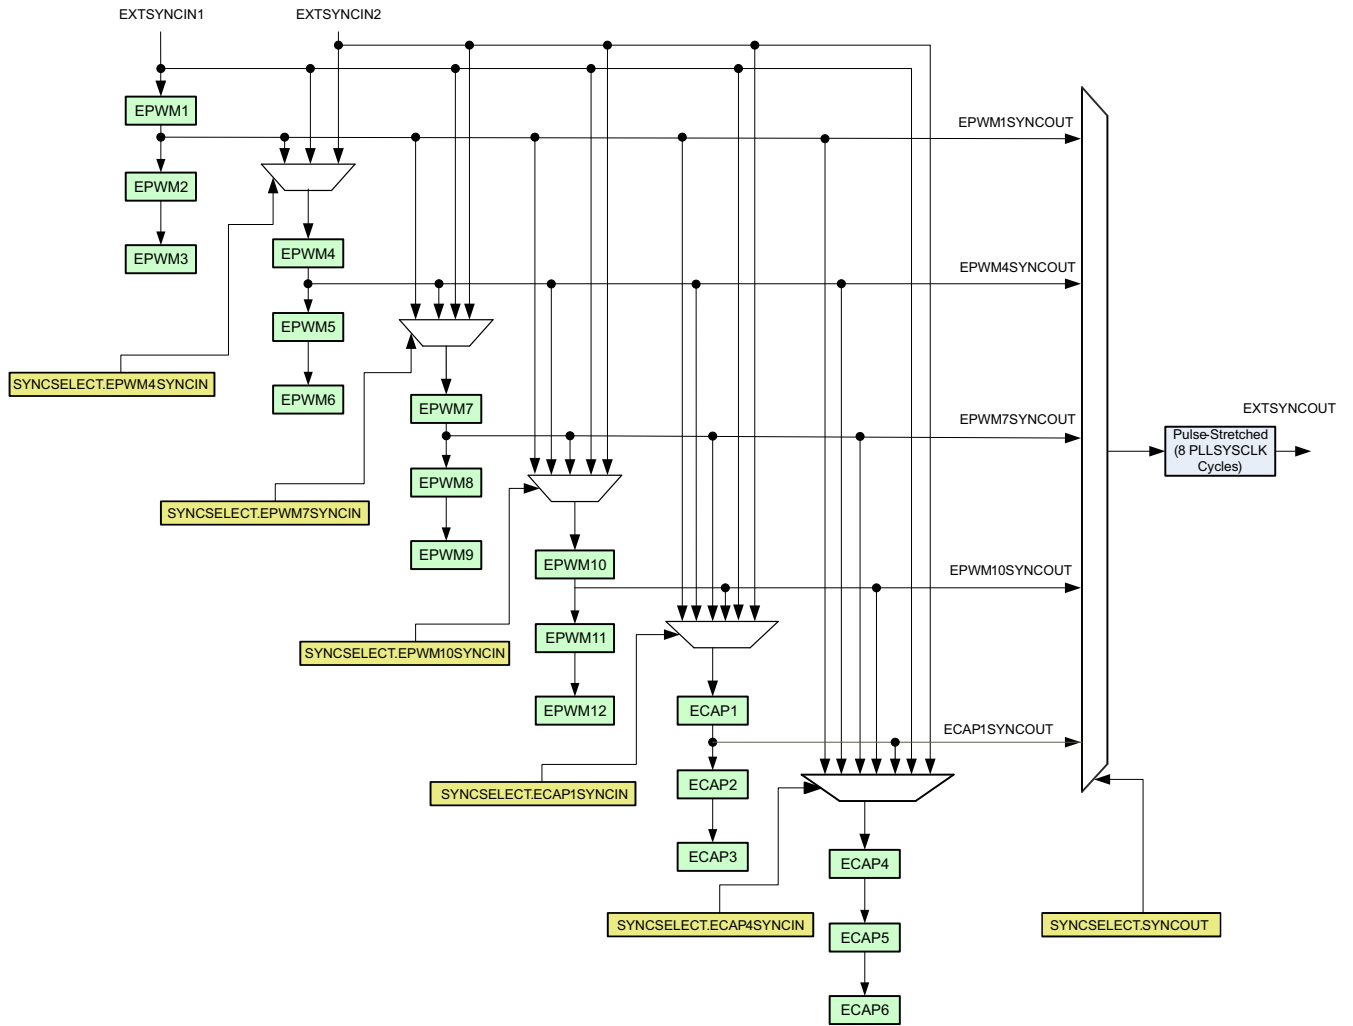 EXTSYNCIN1
EXTSYNCIN2
EPWM1
EPWM1SYNCOUT
EPWM2
EPWM4
EPWM3
EPWM4SYNCOUT
EPWM5
SYNCSELECT.EPWM4SYNCIN
EPWM6
EPWM7
EXTSYNCOUT
EPWM7SYNCOUT
Pulse-Stretched
(8 PLLSYSCLK
Cycles)
EPWM8
SYNCSELECT.EPWM7SYNCIN
EPWM9
EPWM10
EPWM10SYNCOUT
EPWM11
SYNCSELECT.EPWM10SYNCIN
EPWM12
ECAP1
ECAP1SYNCOUT
ECAP2
SYNCSELECT.ECAP1SYNCIN
ECAP3
ECAP4
SYNCSELECT.ECAP4SYNCIN
SYNCSELECT.SYNCOUT
ECAP5
ECAP6